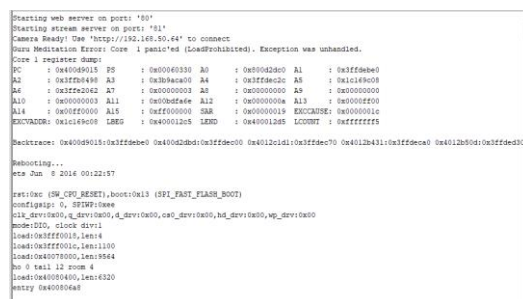 Starting web server on port: '80'
Starting stream server on port: '81'
Camera Ready! Use 'http://192.168.50.64' to connect
Guru Meditation Error: Core  1 panic'ed (LoadProhibited). Exception was unhandled.
Core 1 register dump:
PC      : 0x400d9015  PS      : 0x00060330  A0      : 0x800d2dc0  A1      : 0x3ffdebe0
A2      : 0x3ffb8498  A3      : 0x3b9aca00  A4      : 0x3ffdec2c  A5      : 0x1c169c08
A6      : 0x3ffe2062  A7      : 0x00000003  A8      : 0x00000000  A9      : 0x00000000
A10     : 0x00000003  A11     : 0x00bdfa6e  A12     : 0x0000000a  A13     : 0x0000ff00
A14     : 0x00ff0000  A15     : 0xff000000  SAR     : 0x00000019  EXCCAUSE: 0x0000001c
EXCVADDR: 0x1c169c08  LBEG    : 0x400012c5  LEND    : 0x400012d5  LCOUNT  : 0xfffffff5
Backtrace: 0x400d9015:0x3ffdebe0 0x400d2dbd:0x3ffdec00 0x4012c1d1:0x3ffdec70 0x4012b431:0x3ffdeca0 0x4012b50d:0x3ffded30
Rebooting...
ets Jun  8 2016 00:22:57
rst:0xc (SW_CPU_RESET),boot:0x13 (SPI_FAST_FLASH_BOOT)
configsip: 0, SPIWP:0xee
clk_drv:0x00,q_drv:0x00,d_drv:0x00,cs0_drv:0x00,hd_drv:0x00,wp_drv:0x00
mode:DIO, clock div:1
load:0x3fff0018,len:4
load:0x3fff001c,len:1100
load:0x40078000,len:9564
ho 0 tail 12 room 4
load:0x40080400,len:6320
entry 0x400806a8